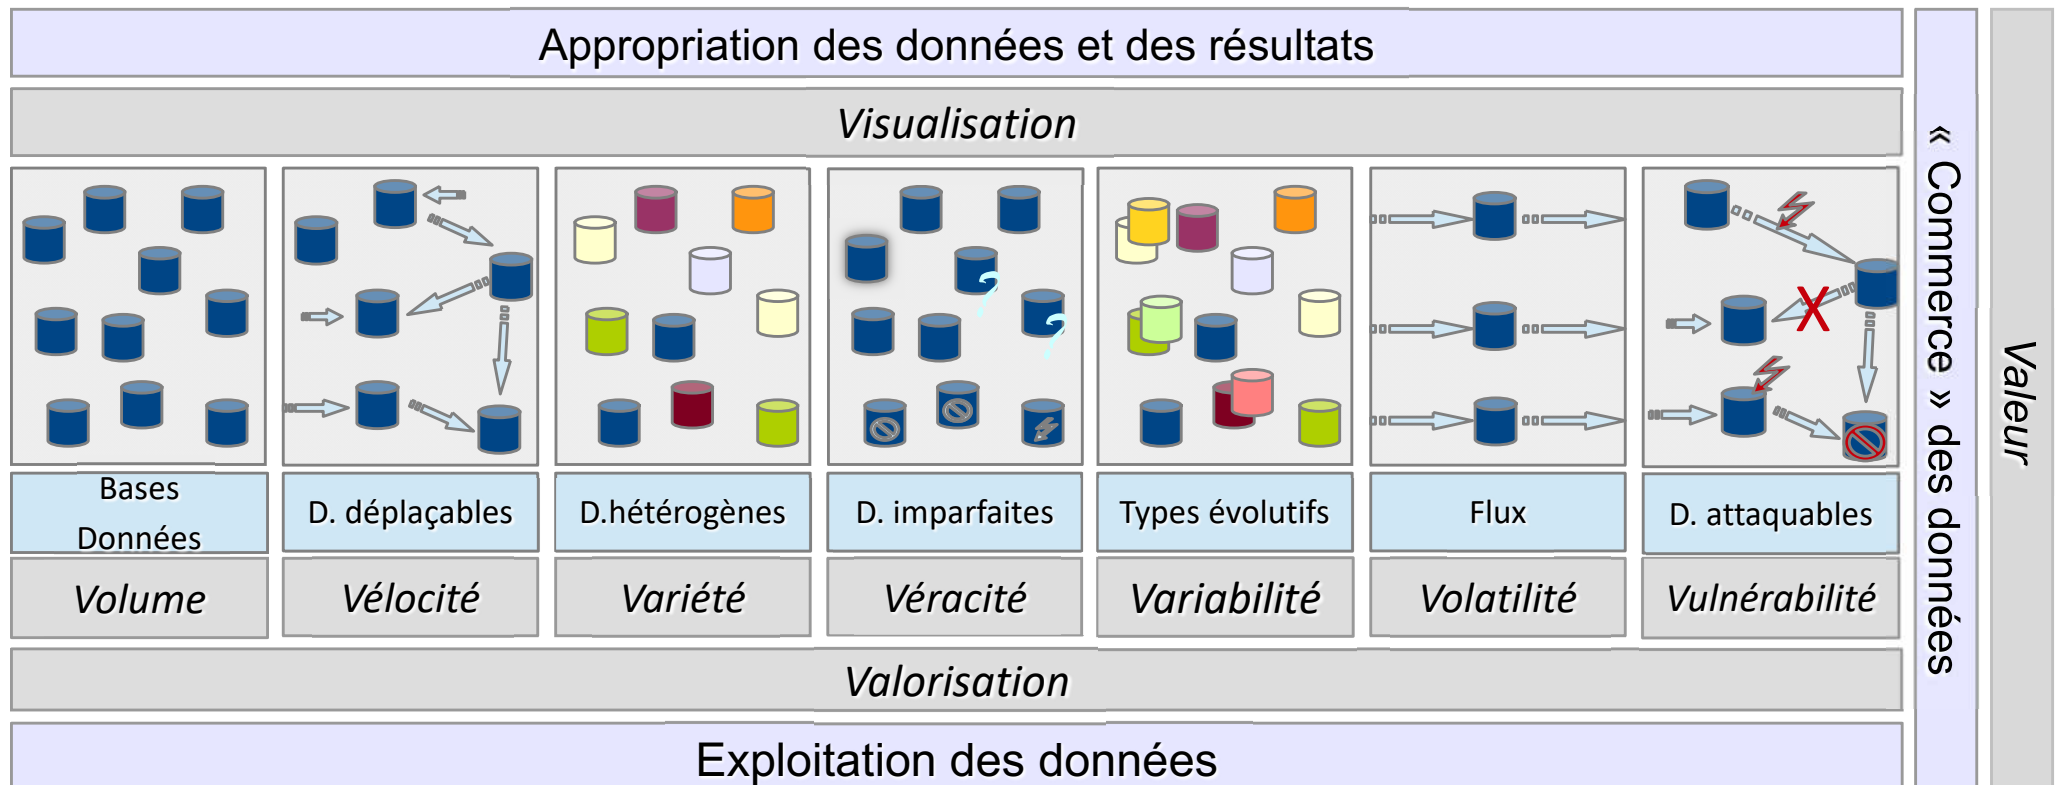 Appropriation des données et des résultats
Visualisation
Bases
Données
D. déplaçables
D.hétérogènes
D. imparfaites
Types évolutifs
Flux
D. attaquables
Volume
Vélocité
Variété
Véracité
Variabilité
Volatilité
Vulnérabilité
Valorisation
Exploitation des données
« Commerce » des données
Valeur